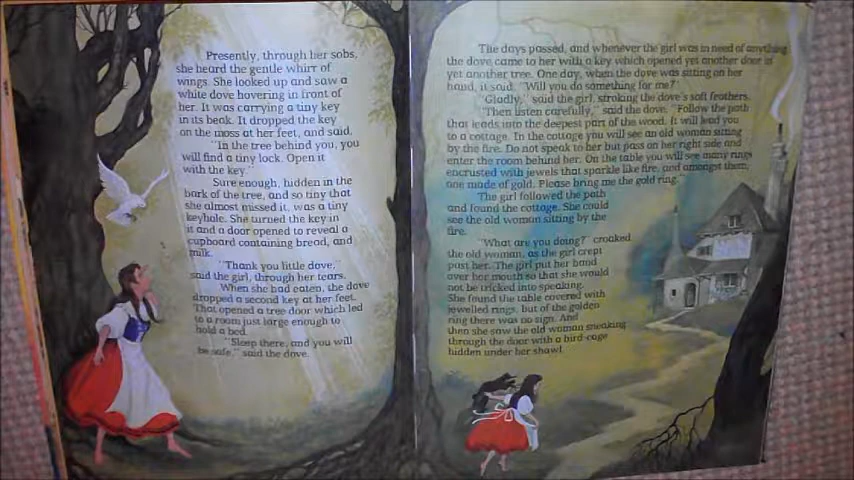 Presently, through her sobs,
she heard the gentle whirr of
wings. She looked up and saw a
white dove hovering in front of
her. It was carrying a tiny key
in its beak. It dropped the key
on the moss at her feet, and said,
"In the tree behind you, you
will find a tiny lock. Open it
with the key."
Sure enough, hidden in the
bark of the tree, and so tiny that
she almost missed it, was a tiny
keyhole. She turned the key in
it and a door opened to reveal a
cupboard containing bread, and
milk.
"Thank you little dove,"
said the girl, through her tears.
When she had eaten, the dove
dropped a second key at her feet.
That opened a tree door which led
to a room just large enough to
hold a bed.
"Sleep there, and you will
be safe," said the dove.
The days passed, and whenever the girl was in need of anything
the dove came to her with a key which opened yet another door in
yet another tree. One day, when the dove was sitting on her
hand, it said, "Will you do something for me?"
"Gladly," said the girl, stroking the dove's soft feathers.
"Then listen carefully," said the dove. "Follow the path
that leads into the deepest part of the wood. It will lead you
to a cottage. In the cottage you will see an old woman sitting
by the fire. Do not speak to her but pass on her right side and
enter the room behind her. On the table you will see many rings
encrusted with jewels that sparkle like fire, and amongst them,
one made of gold. Please bring me the gold ring."
The girl followed the path
and found the cottage. She could
see the old woman sitting by the
fire.
"What are you doing?" croaked
the old woman, as the girl crept
past her. The girl put her hand
over her mouth so that she would
not be tricked into speaking.
She found the table covered with
jewelled rings, but of the golden
ring there was no sign. And
then she saw the old woman sneaking
through the door with a bird-cage
hidden under her shawl.